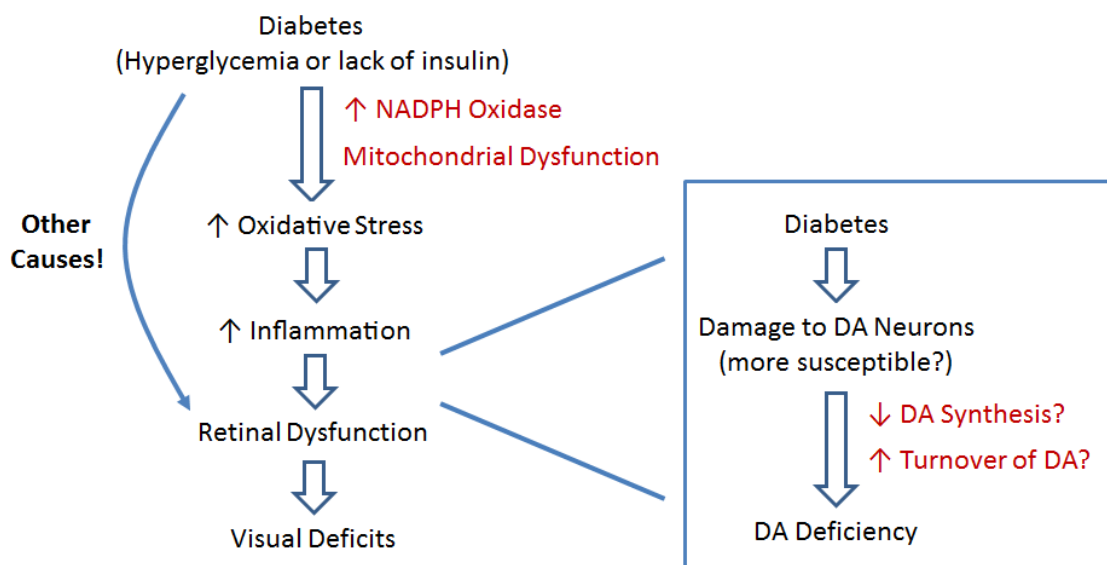 Diabetes
(Hyperglycemia or lack of insulin)
↑ NADPH Oxidase
Mitochondrial Dysfunction
Other
Causes!
↑ Oxidative Stress
↑ Inflammation
Retinal Dysfunction
Visual Deficits
Diabetes
Damage to DA Neurons
(more susceptible?)
↓ DA Synthesis?
↑ Turnover of DA?
DA Deficiency